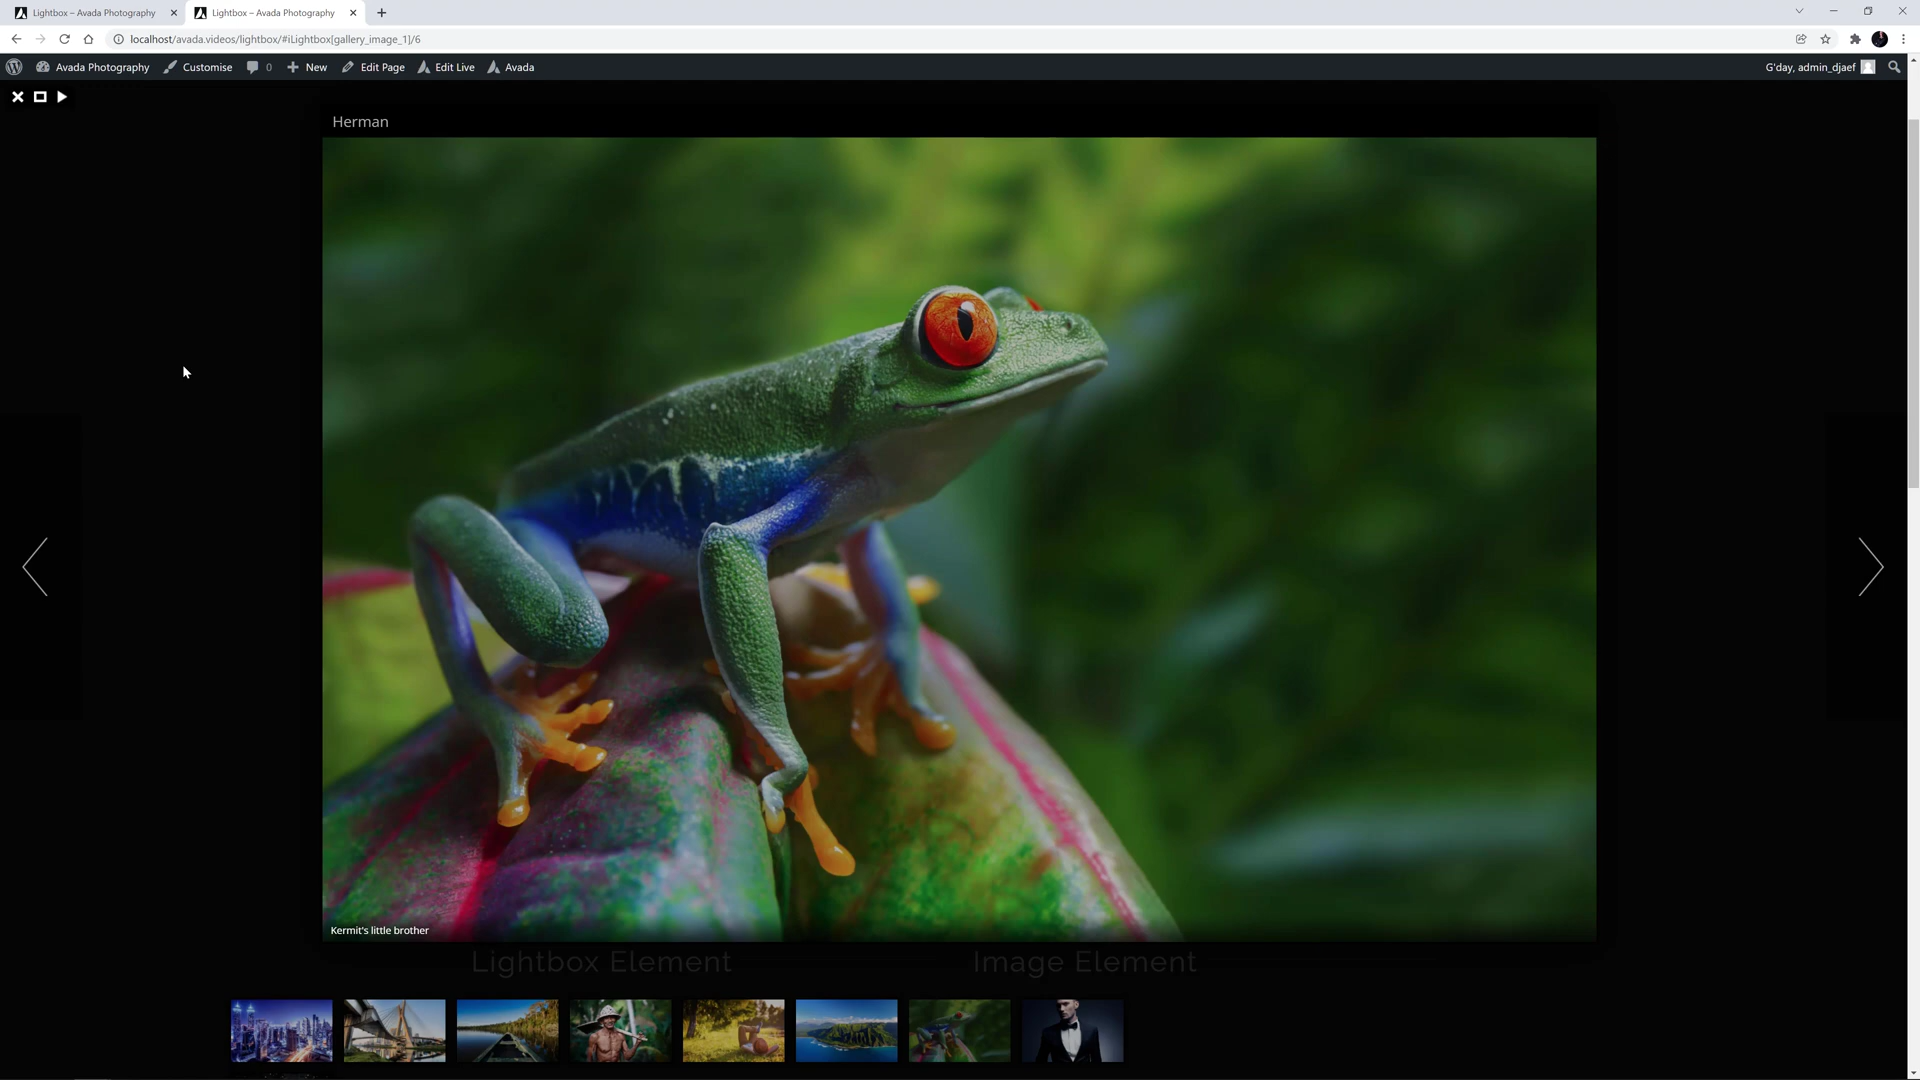 Lightbox – Avada Photography
Lightbox – Avada Photography
localhost/avada.videos/lightbox/#iLightbox[gallery_image_1]/6
Avada Photography Customise 0 New Edit Page Edit Live Avada G'day, admin_djaef
Herman
Kermit's little brother
Lightbox Element Image Element